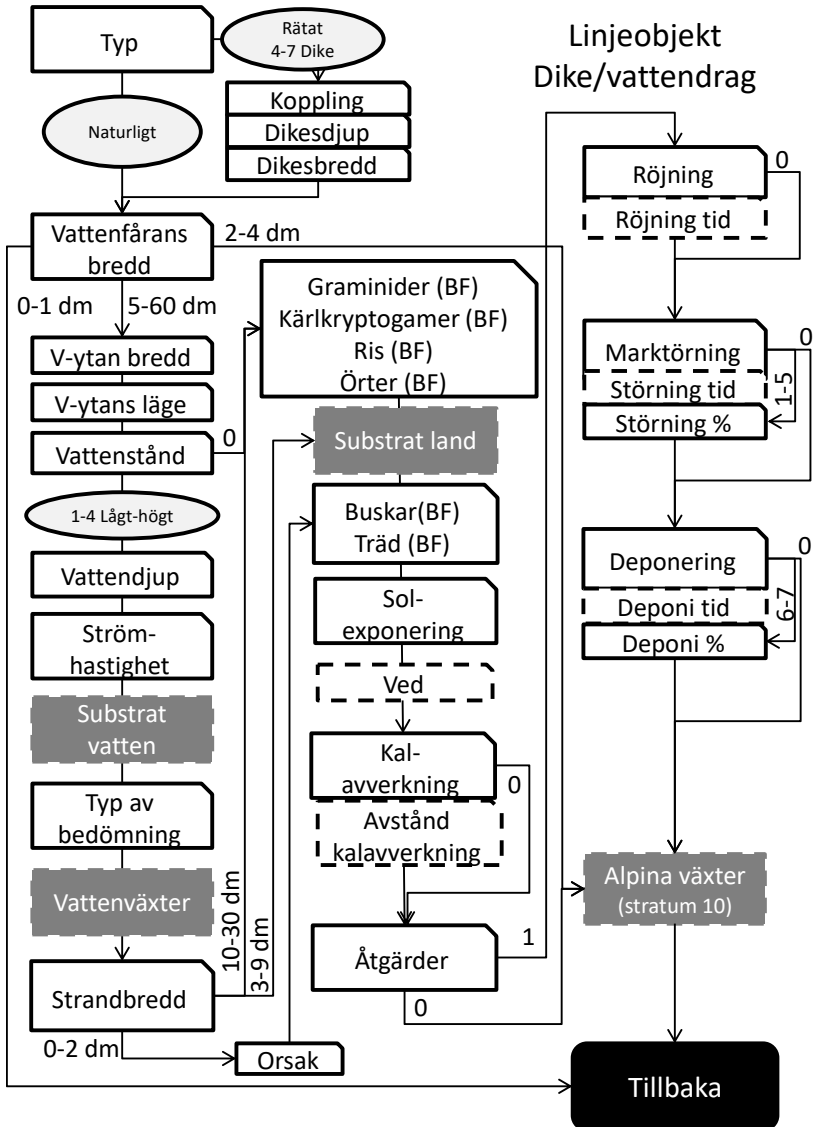 Linjeobjekt
Dike/vattendrag
Typ
Rätat
4-7 Dike
Naturligt
Koppling
Dikesdjup
Dikesbredd
Vattenfårans
bredd
2-4 dm
0-1 dm
5-60 dm
V-ytan bredd
V-ytans läge
Vattenstånd
0
1-4 Lågt-högt
Vattendjup
Ström-
hastighet
Substrat
vatten
Typ av
bedömning
Vattenväxter
Strandbredd
10-30 dm
3-9 dm
0-2 dm
Orsak
Graminider (BF)
Kärlkryptogamer (BF)
Ris (BF)
Örter (BF)
Substrat land
Buskar(BF)
Träd (BF)
Sol-
exponering
Ved
Kal-
avverkning
0
Avstånd
kalavverkning
Åtgärder
1
0
Röjning
0
Röjning tid
Marktörning
0
1-5
Störning tid
Störning %
Deponering
0
6-7
Deponi tid
Deponi %
Alpina växter
(stratum 10)
Tillbaka